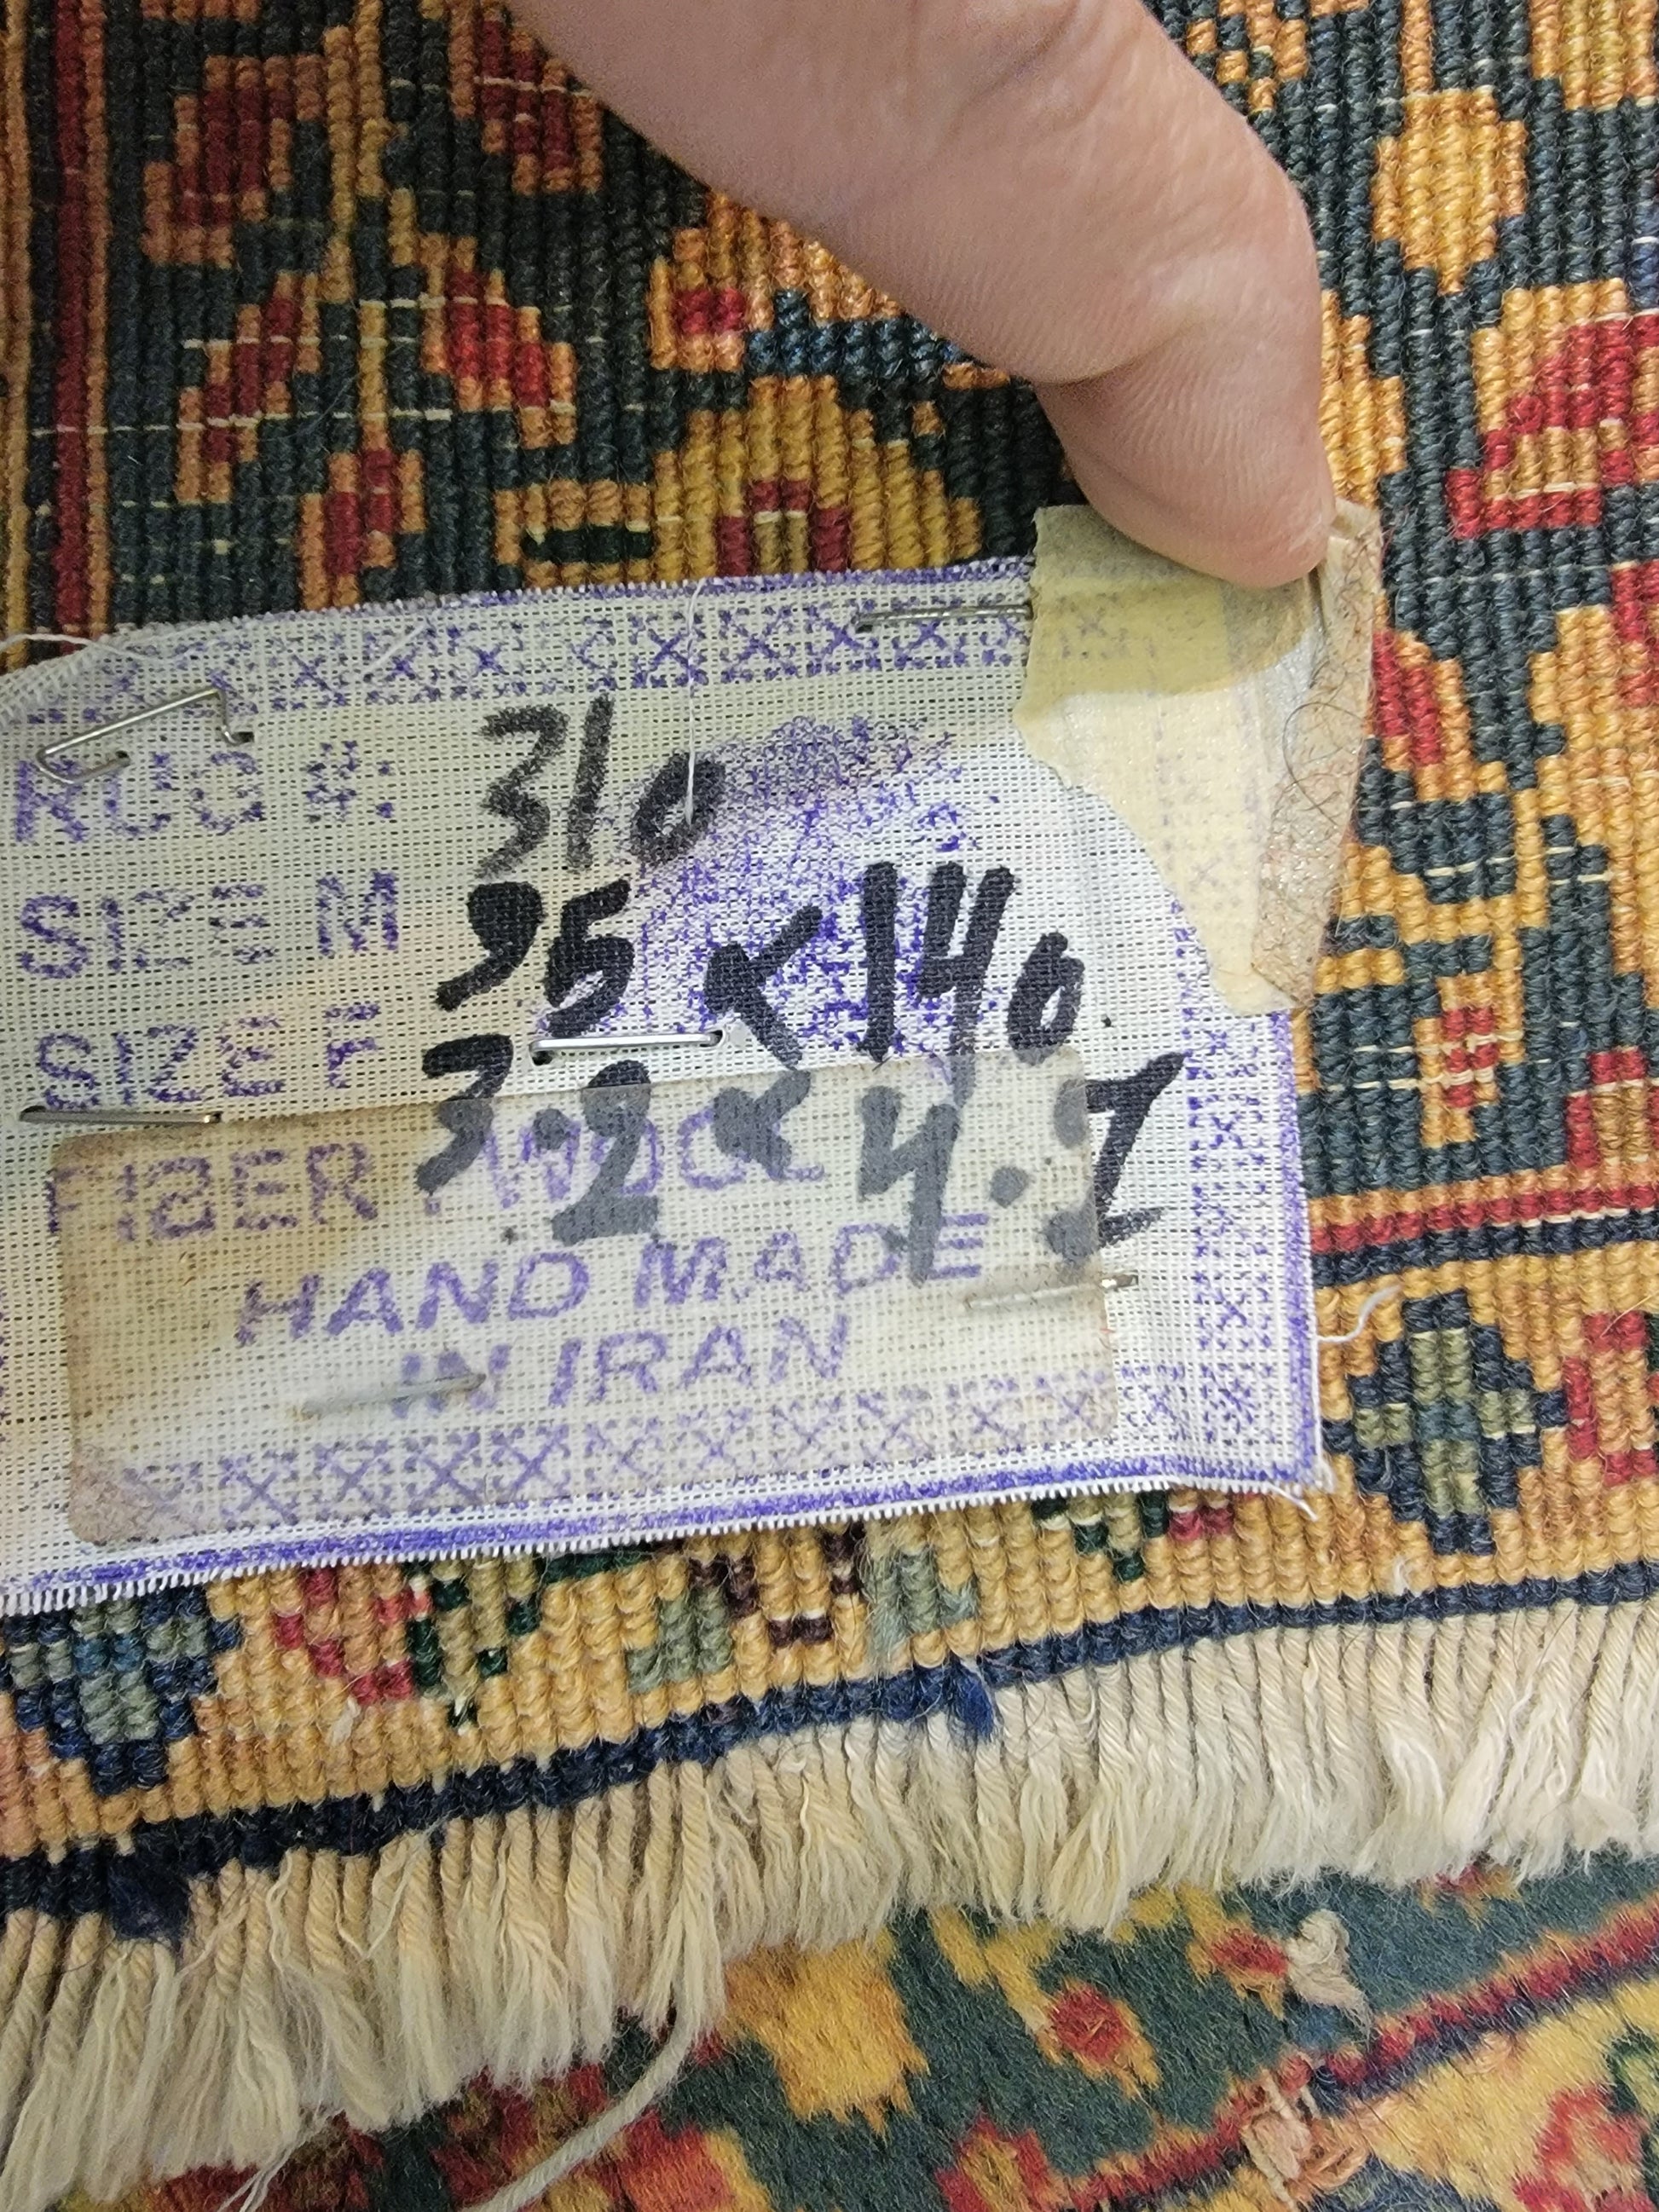 RUG #: 310
SIZE M 95 x 140
SIZE F 3.2 x 4.7
FIBER WOOL
HAND MADE
IN IRAN